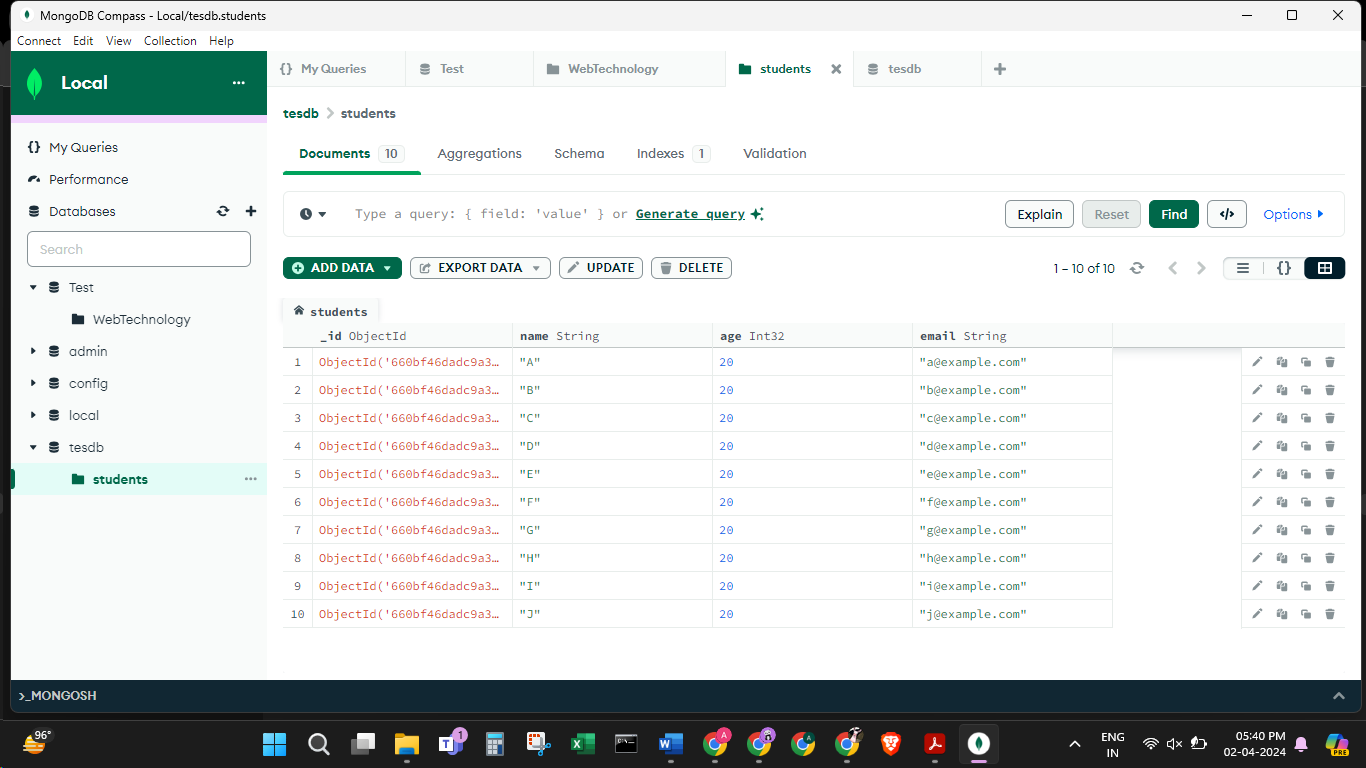 MongoDB Compass - Local/tesdb.students
Connect Edit View Collection Help
Local
My Queries
Performance
Databases
Search
Test
WebTechnology
admin
config
local
tesdb
students
{} My Queries Test WebTechnology students tesdb
tesdb > students
Documents 10 Aggregations Schema Indexes 1 Validation
Type a query: { field: 'value' } or Generate query
Explain Reset Find </> Options
ADD DATA EXPORT DATA UPDATE DELETE
1 – 10 of 10 {}
students
_id ObjectId name String age Int32 email String
1 ObjectId('660bf46dadc9a3… "A" 20 "a@example.com"
2 ObjectId('660bf46dadc9a3… "B" 20 "b@example.com"
3 ObjectId('660bf46dadc9a3… "C" 20 "c@example.com"
4 ObjectId('660bf46dadc9a3… "D" 20 "d@example.com"
5 ObjectId('660bf46dadc9a3… "E" 20 "e@example.com"
6 ObjectId('660bf46dadc9a3… "F" 20 "f@example.com"
7 ObjectId('660bf46dadc9a3… "G" 20 "g@example.com"
8 ObjectId('660bf46dadc9a3… "H" 20 "h@example.com"
9 ObjectId('660bf46dadc9a3… "I" 20 "i@example.com"
10 ObjectId('660bf46dadc9a3… "J" 20 "j@example.com"
>_MONGOSH
96°
1
ENG
IN
05:40 PM
02-04-2024
PRE